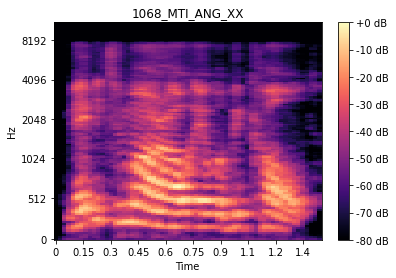 1068_MTI_ANG_XX
8192
4096
2048
1024
512
0
Hz
0 0.15 0.3 0.45 0.6 0.75 0.9 1.1 1.2 1.4
Time
+0 dB
-10 dB
-20 dB
-30 dB
-40 dB
-50 dB
-60 dB
-70 dB
-80 dB